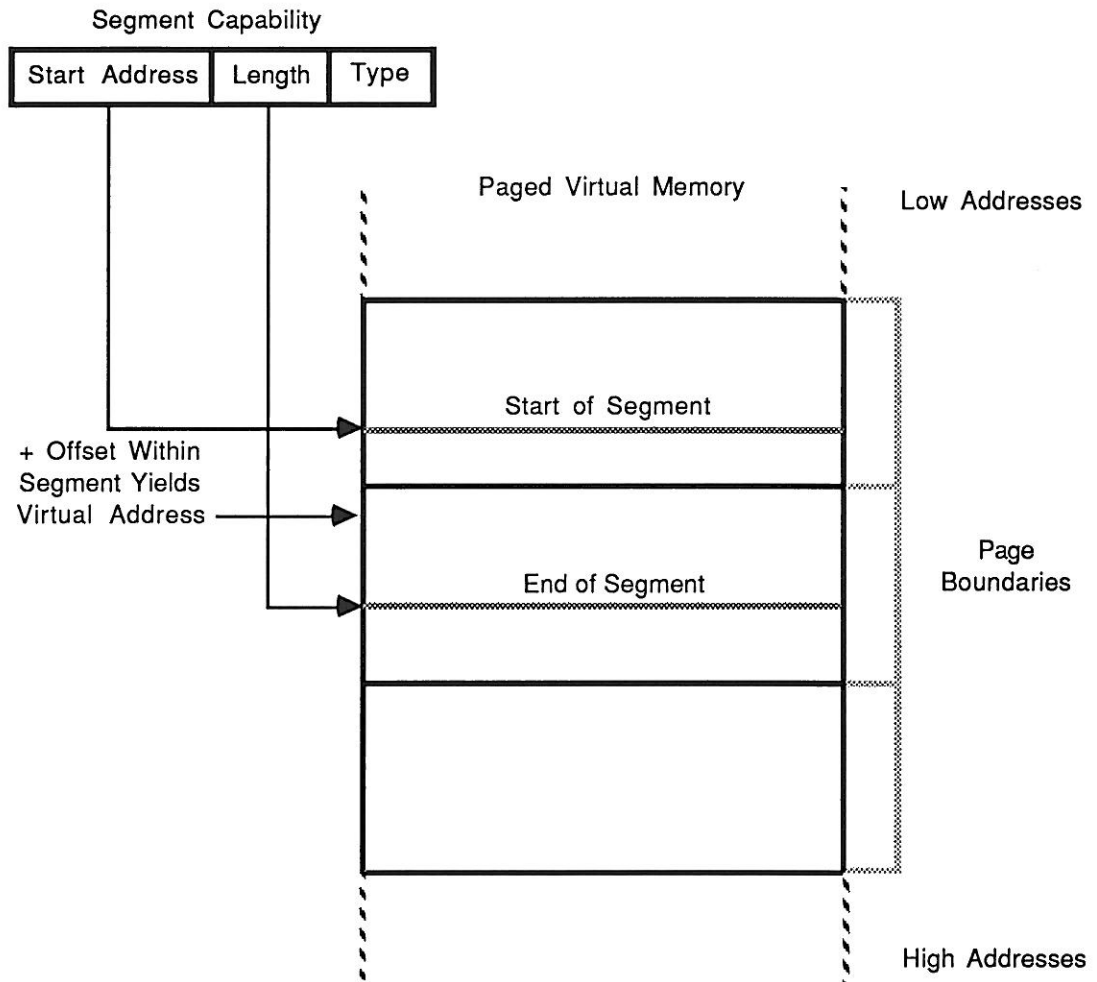 Segment Capability
Start Address
Length
Type
Paged Virtual Memory
Low Addresses
Start of Segment
+ Offset Within
Segment Yields
Virtual Address
End of Segment
Page
Boundaries
High Addresses